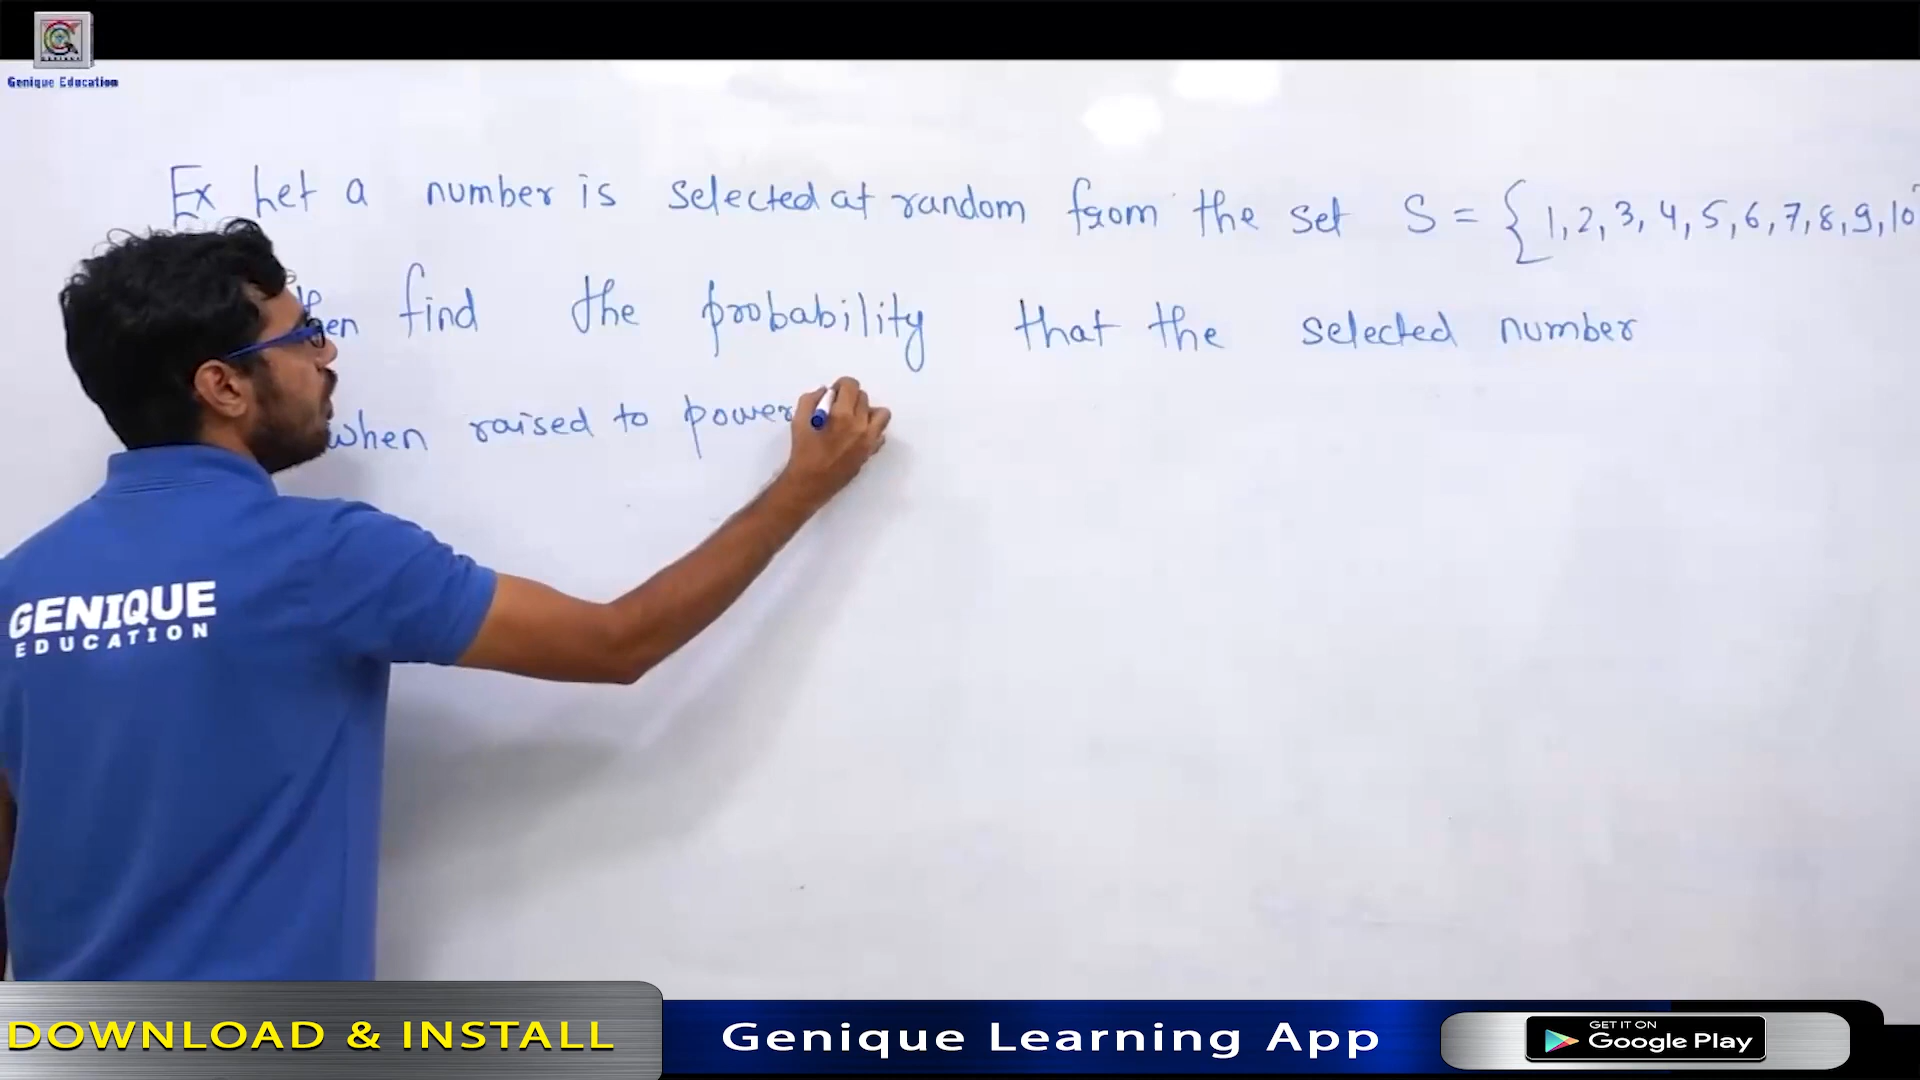 Genique Education
Ex Let a number is selected at random from the set S = {1,2,3,4,5,6,7,8,9,10
find the probability that the selected number
when raised to power
GENIQUE
EDUCATION
DOWNLOAD & INSTALL
Genique Learning App
GET IT ON
Google Play